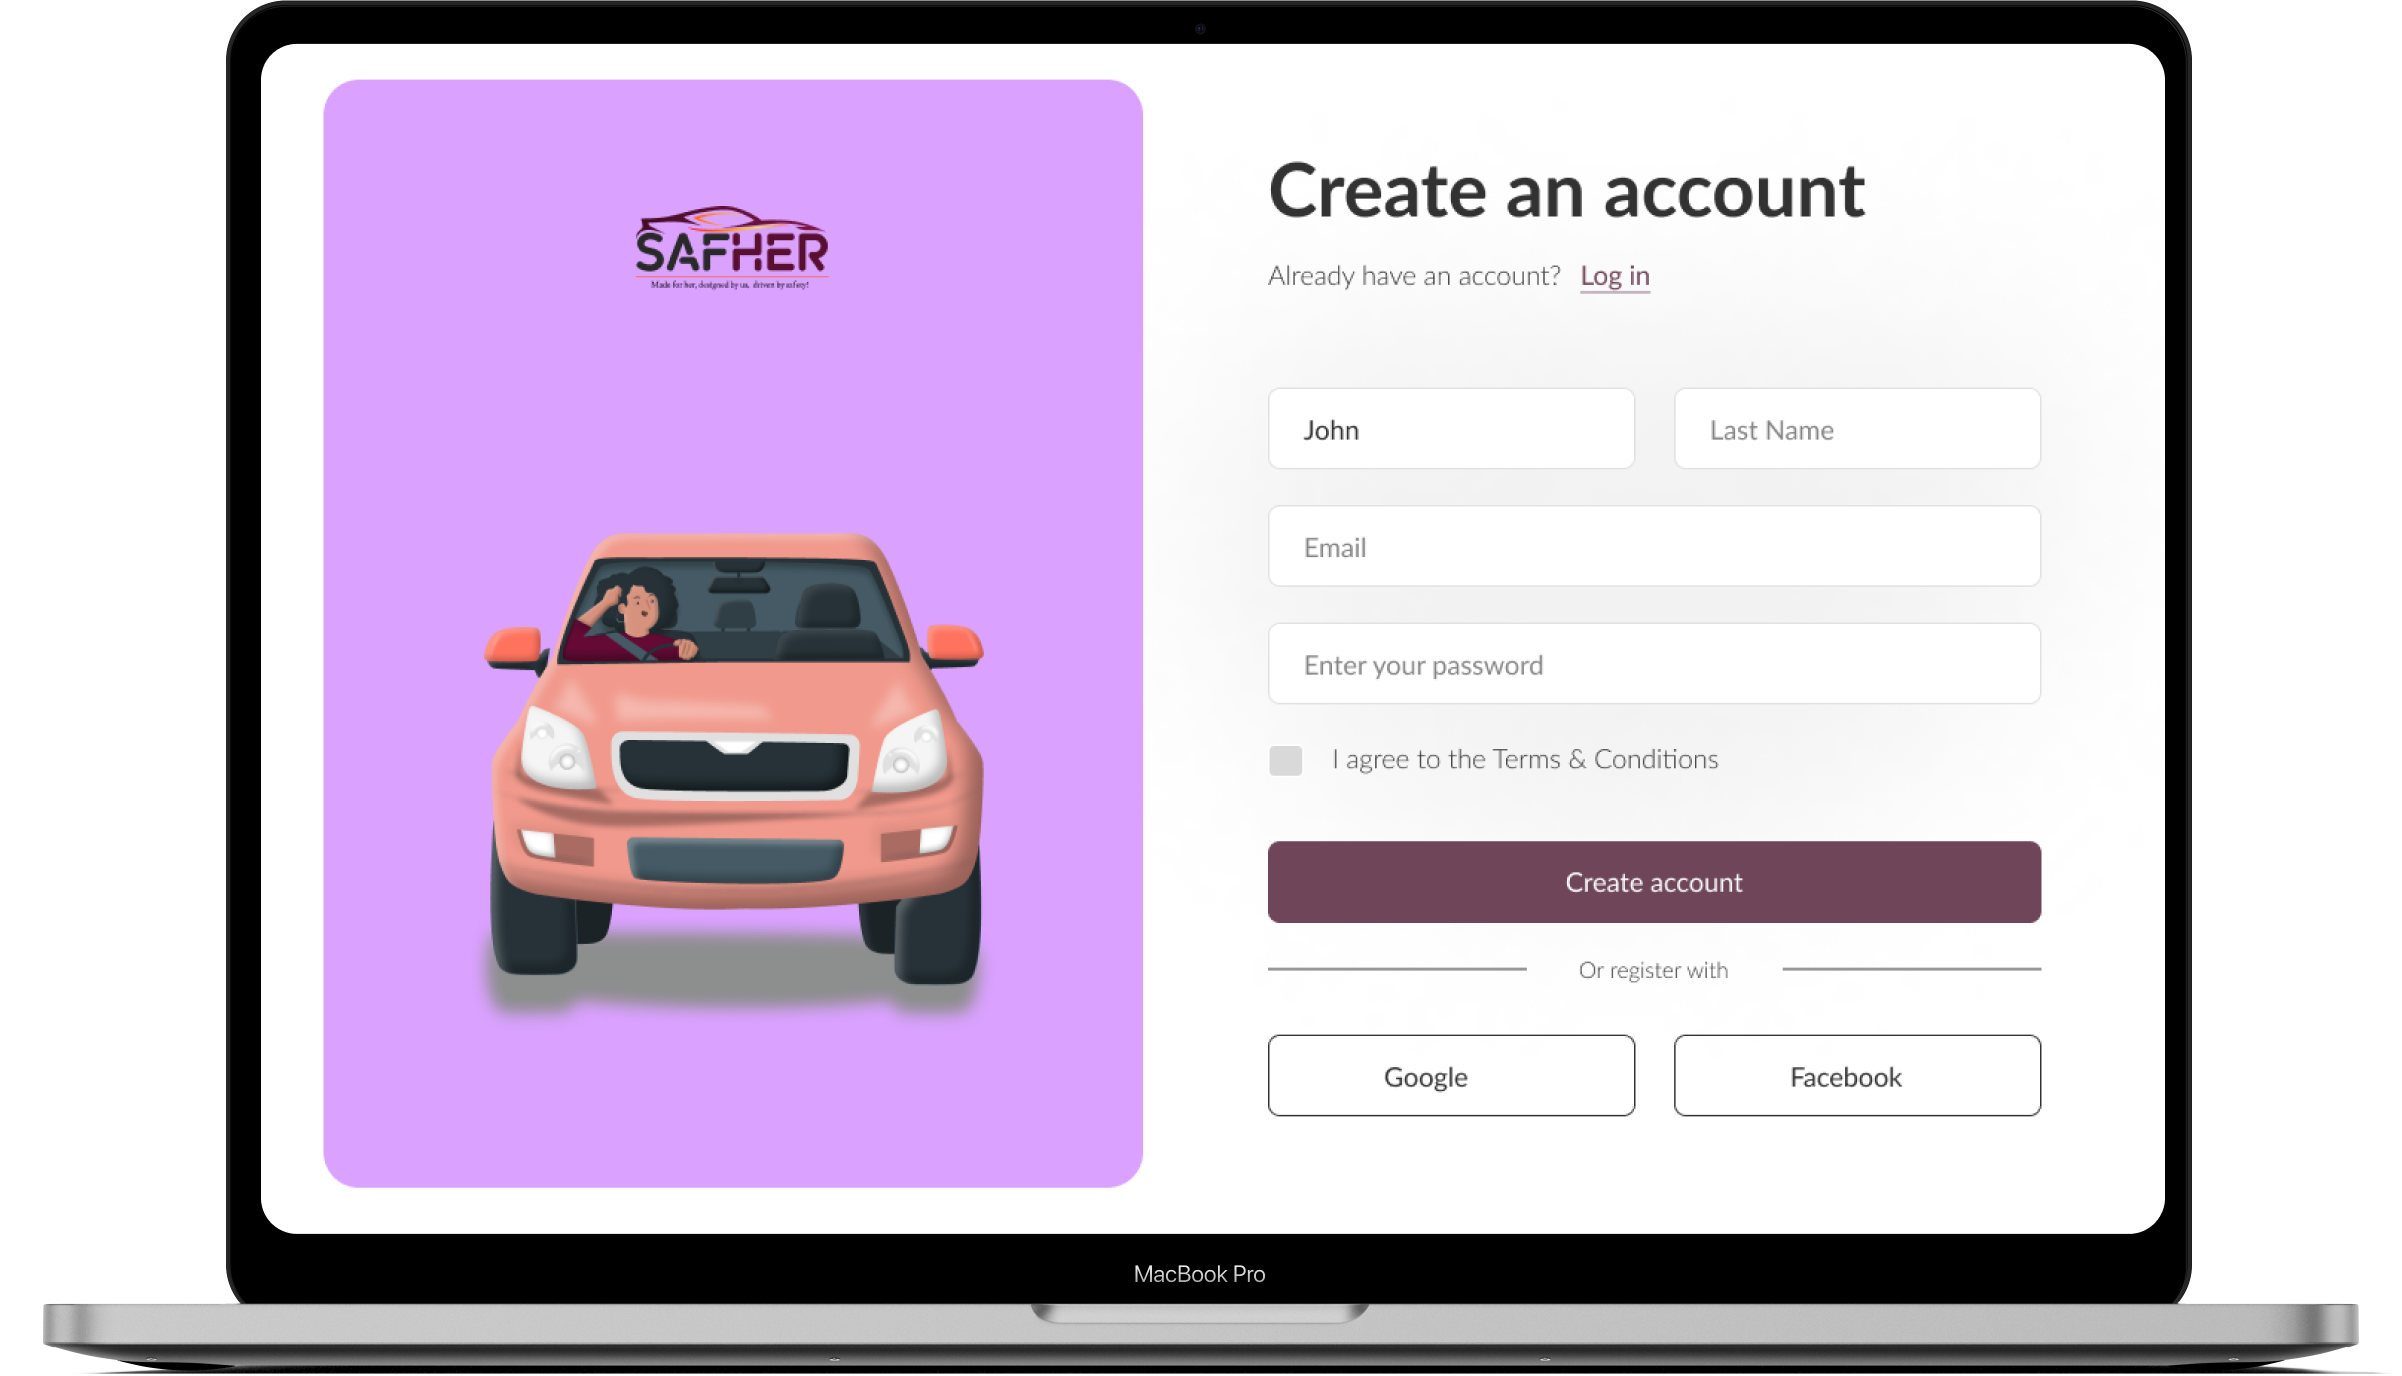 SAFHER
Made for her, designed by us, driven by safety!
Create an account
Already have an account? Log in
John
Last Name
Email
Enter your password
I agree to the Terms & Conditions
Create account
Or register with
Google
Facebook
MacBook Pro